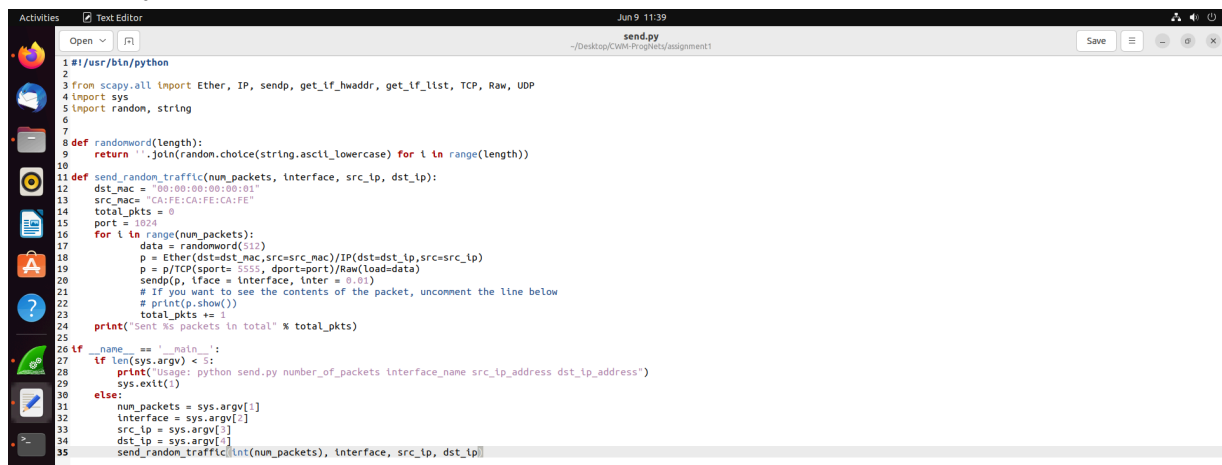 Activities Text Editor Jun 9 11:39
Open send.py Save
~/Desktop/CWM-ProgNets/assignment1
1 #!/usr/bin/python
2
3 from scapy.all import Ether, IP, sendp, get_if_hwaddr, get_if_list, TCP, Raw, UDP
4 import sys
5 import random, string
6
7
8 def randomword(length):
9     return ''.join(random.choice(string.ascii_lowercase) for i in range(length))
10
11 def send_random_traffic(num_packets, interface, src_ip, dst_ip):
12     dst_mac = "00:00:00:00:00:01"
13     src_mac= "CA:FE:CA:FE:CA:FE"
14     total_pkts = 0
15     port = 1024
16     for i in range(num_packets):
17             data = randomword(512)
18             p = Ether(dst=dst_mac,src=src_mac)/IP(dst=dst_ip,src=src_ip)
19             p = p/TCP(sport= 5555, dport=port)/Raw(load=data)
20             sendp(p, iface = interface, inter = 0.01)
21             # If you want to see the contents of the packet, uncomment the line below
22             # print(p.show())
23             total_pkts += 1
24     print("Sent %s packets in total" % total_pkts)
25
26 if __name__ == '__main__':
27     if len(sys.argv) < 5:
28         print("Usage: python send.py number_of_packets interface_name src_ip_address dst_ip_address")
29         sys.exit(1)
30     else:
31         num_packets = sys.argv[1]
32         interface = sys.argv[2]
33         src_ip = sys.argv[3]
34         dst_ip = sys.argv[4]
35         send_random_traffic(int(num_packets), interface, src_ip, dst_ip)